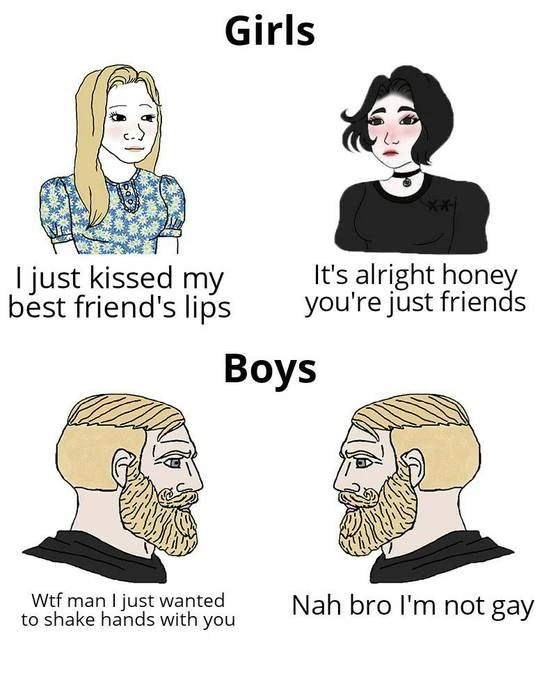 Girls
I just kissed my
best friend's lips
It's alright honey
you're just friends
Boys
Wtf man I just wanted
to shake hands with you
Nah bro I'm not gay